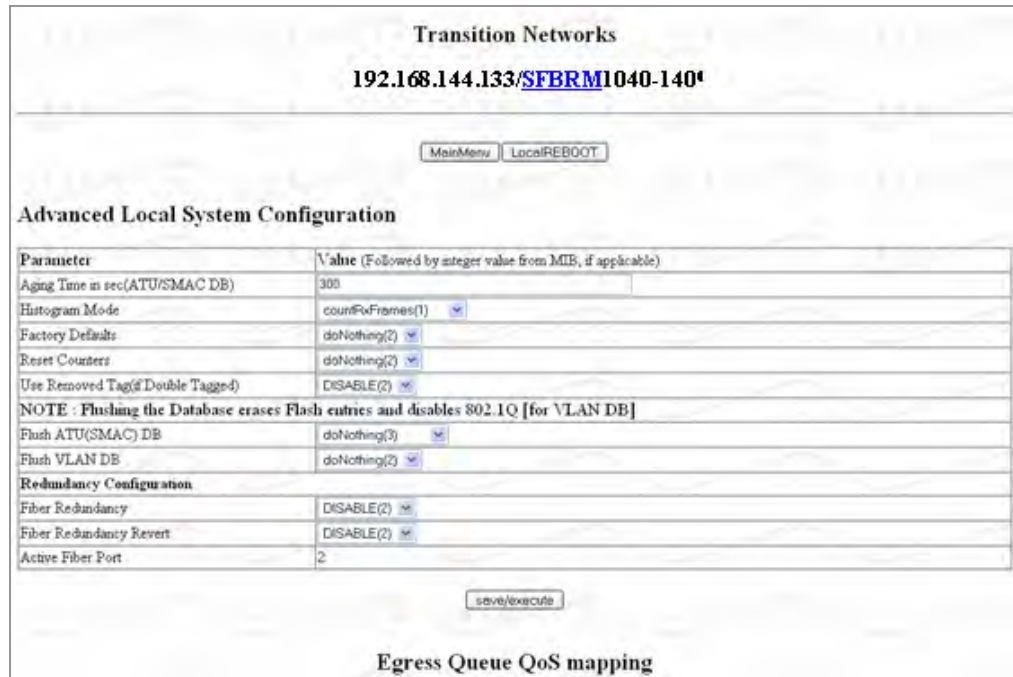 Transition Networks
192.168.144.133/SFBRM1040-140
MainMenu LocalREBOOT
Advanced Local System Configuration
Parameter Value (Followed by integer value from MIB, if applicable)
Aging Time in sec(ATU/SMAC DB) 300
Histogram Mode countRxFrames(1)
Factory Defaults doNothing(2)
Reset Counters doNothing(2)
Use Removed Tag(if Double Tagged) DISABLE(2)
NOTE : Flushing the Database erases Flash entries and disables 802.1Q [for VLAN DB]
Flush ATU(SMAC) DB doNothing(3)
Flush VLAN DB doNothing(2)
Redundancy Configuration
Fiber Redundancy DISABLE(2)
Fiber Redundancy Revert DISABLE(2)
Active Fiber Port 2
save/execute
Egress Queue QoS mapping